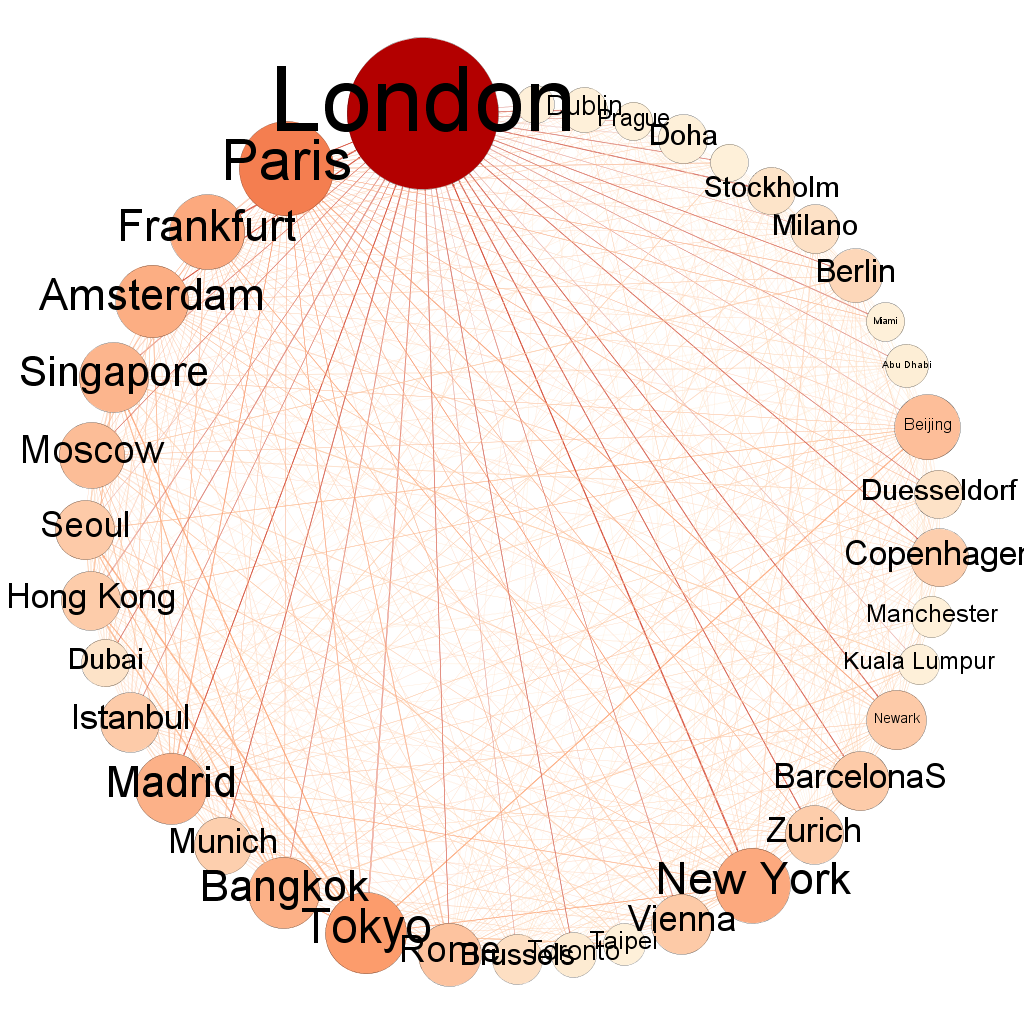 London
Dublin
Prague
Doha
Paris
Stockholm
Milano
Frankfurt
Berlin
Amsterdam
Miami
Abu Dhabi
Singapore
Beijing
Moscow
Duesseldorf
Seoul
Copenhagen
Hong Kong
Manchester
Dubai
Kuala Lumpur
Istanbul
Newark
Madrid
BarcelonaS
Munich
Zurich
Bangkok
New York
Tokyo
Vienna
Rome
Brussels
Toronto
Taipei